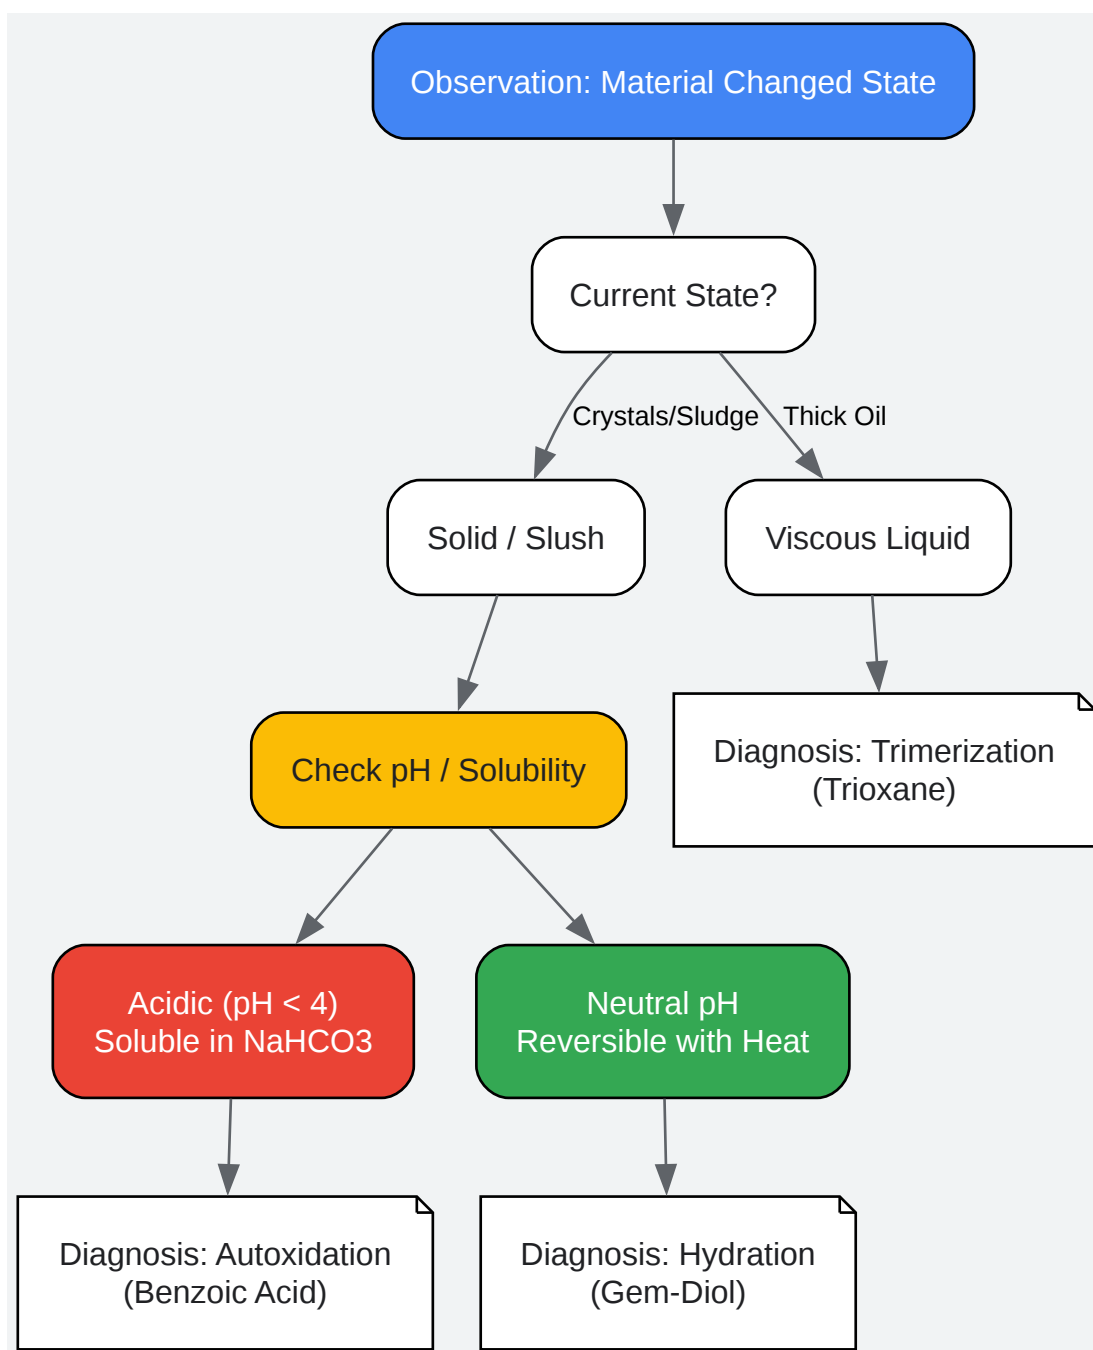 Observation: Material Changed State
Current State?
Crystals/Sludge
Thick Oil
Solid / Slush
Viscous Liquid
Diagnosis: Trimerization
(Trioxane)
Check pH / Solubility
Acidic (pH < 4)
Soluble in NaHCO3
Neutral pH
Reversible with Heat
Diagnosis: Autoxidation
(Benzoic Acid)
Diagnosis: Hydration
(Gem-Diol)